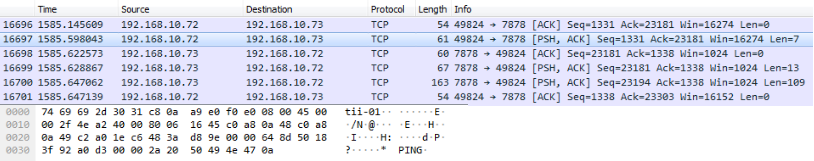 Time Source Destination Protocol Length Info
16696 1585.145609 192.168.10.72 192.168.10.73 TCP 54 49824 → 7878 [ACK] Seq=1331 Ack=23181 Win=16274 Len=0
16697 1585.598043 192.168.10.72 192.168.10.73 TCP 61 49824 → 7878 [PSH, ACK] Seq=1331 Ack=23181 Win=16274 Len=7
16698 1585.622573 192.168.10.73 192.168.10.72 TCP 60 7878 → 49824 [ACK] Seq=23181 Ack=1338 Win=1024 Len=0
16699 1585.628867 192.168.10.73 192.168.10.72 TCP 67 7878 → 49824 [PSH, ACK] Seq=23181 Ack=1338 Win=1024 Len=13
16700 1585.647062 192.168.10.73 192.168.10.72 TCP 163 7878 → 49824 [PSH, ACK] Seq=23194 Ack=1338 Win=1024 Len=109
16701 1585.647139 192.168.10.72 192.168.10.73 TCP 54 49824 → 7878 [ACK] Seq=1338 Ack=23303 Win=16152 Len=0
0000 74 69 69 2d 30 31 c8 0a a9 e0 f0 e0 08 00 45 00 tii-01·· ······E·
0010 00 2f 4e a2 40 00 80 06 16 45 c0 a8 0a 48 c0 a8 ·/N·@··· ·E···H··
0020 0a 49 c2 a0 1e c6 48 3a d8 9e 00 00 64 8d 50 18 ·I····H: ····d·P·
0030 3f 92 a0 d3 00 00 2a 20 50 49 4e 47 0a ?·····* PING·